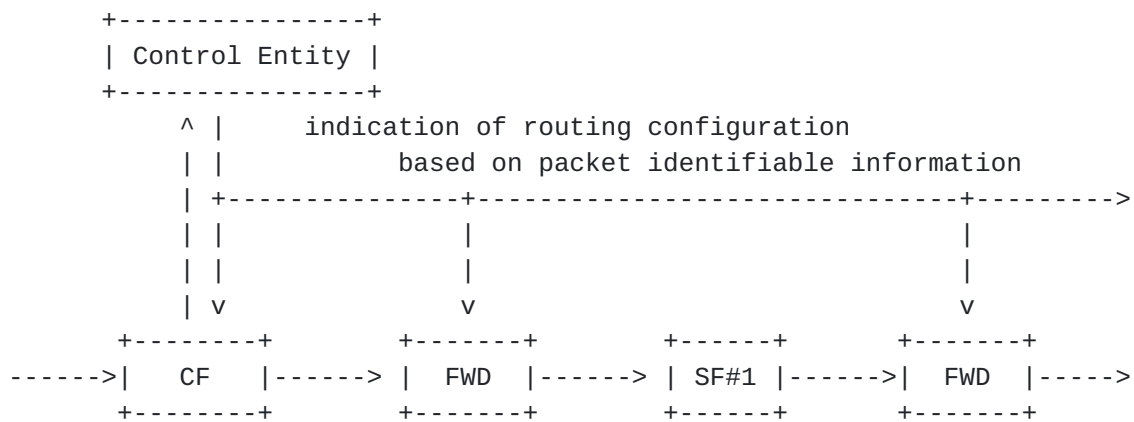 Control Entity
indication of routing configuration
based on packet identifiable information
CF FWD SF#1 FWD